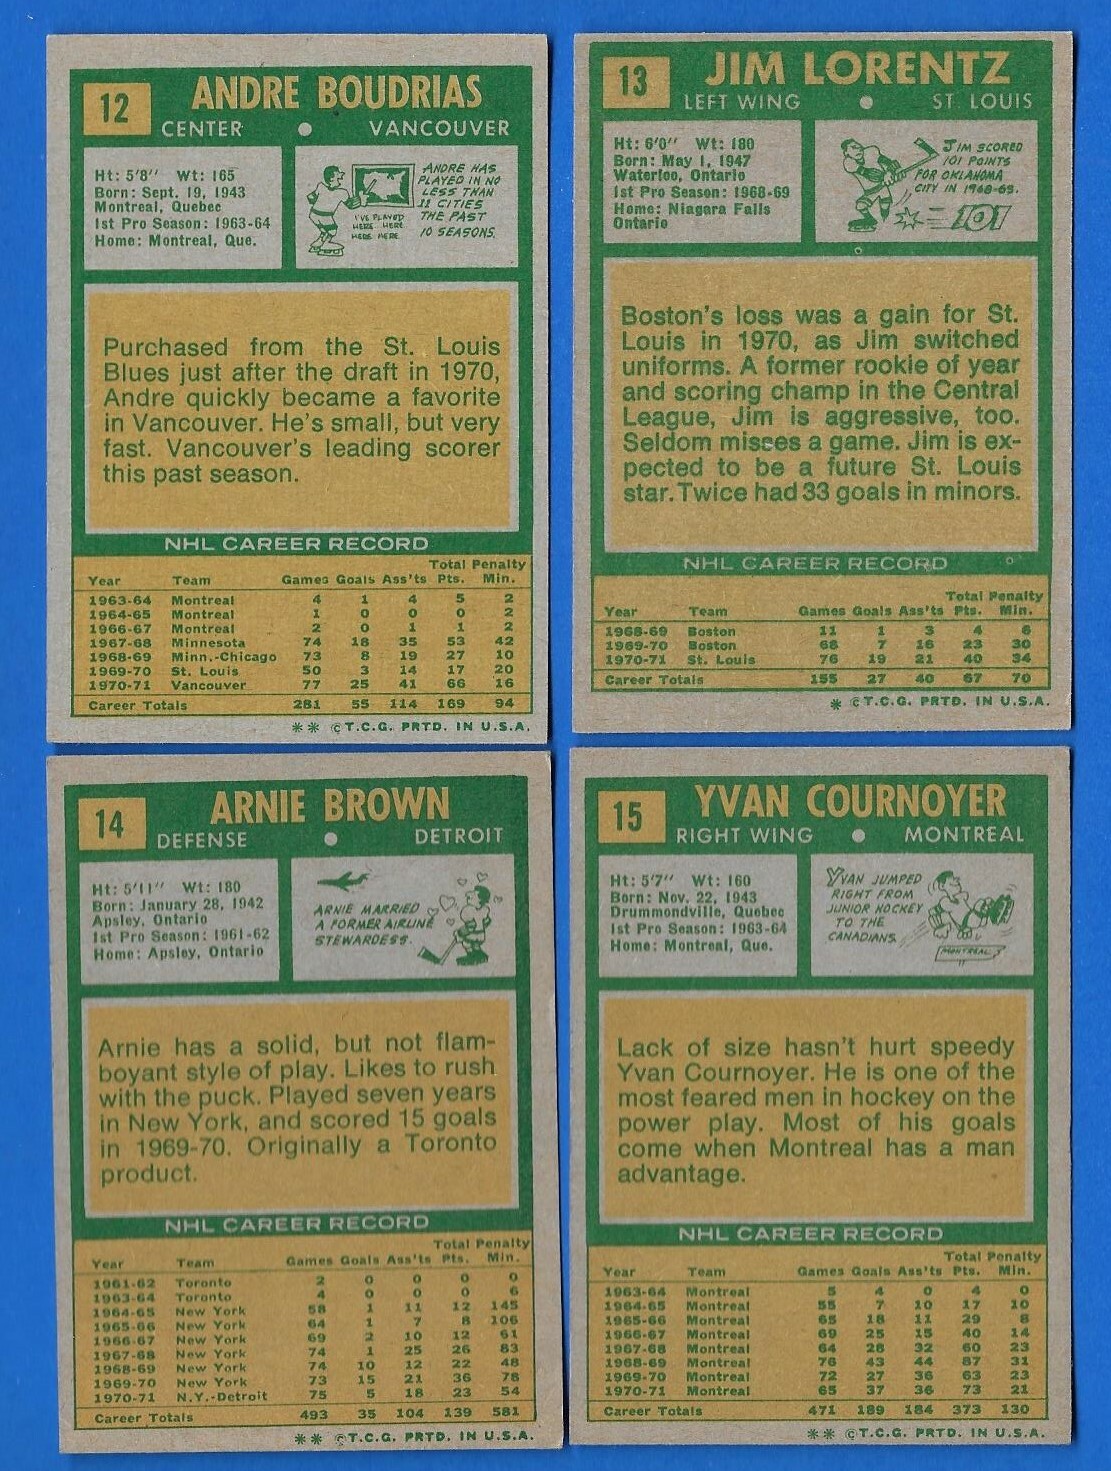 12
ANDRE BOUDRIAS
CENTER • VANCOUVER
Ht: 5'8" Wt: 165
Born: Sept. 19, 1943
Montreal, Quebec
1st Pro Season: 1963-64
Home: Montreal, Que.
ANDRE HAS
PLAYED IN NO
LESS THAN
11 CITIES
THE PAST
10 SEASONS.
I'VE PLAYED
HERE HERE
HERE HERE
Purchased from the St. Louis
Blues just after the draft in 1970,
Andre quickly became a favorite
in Vancouver. He's small, but very
fast. Vancouver's leading scorer
this past season.
NHL CAREER RECORD
Total Penalty
Year Team Games Goals Ass'ts Pts. Min.
1963-64 Montreal 4 1 4 5 2
1964-65 Montreal 1 0 0 0 2
1966-67 Montreal 2 0 1 1 2
1967-68 Minnesota 74 18 35 53 42
1968-69 Minn.-Chicago 73 8 19 27 10
1969-70 St. Louis 50 3 14 17 20
1970-71 Vancouver 77 25 41 66 16
Career Totals 281 55 114 169 94
** © T.C.G. PRTD. IN U.S.A.
13
JIM LORENTZ
LEFT WING • ST. LOUIS
Ht: 6'0" Wt: 180
Born: May 1, 1947
Waterloo, Ontario
1st Pro Season: 1968-69
Home: Niagara Falls
Ontario
JIM SCORED
101 POINTS
FOR OKLAHOMA
CITY IN 1968-69.
101
Boston's loss was a gain for St.
Louis in 1970, as Jim switched
uniforms. A former rookie of year
and scoring champ in the Central
League, Jim is aggressive, too.
Seldom misses a game. Jim is ex-
pected to be a future St. Louis
star. Twice had 33 goals in minors.
NHL CAREER RECORD
Total Penalty
Year Team Games Goals Ass'ts Pts. Min.
1968-69 Boston 11 1 3 4 6
1969-70 Boston 68 7 16 23 30
1970-71 St. Louis 76 19 21 40 34
Career Totals 155 27 40 67 70
* © T.C.G. PRTD. IN U.S.A.
14
ARNIE BROWN
DEFENSE • DETROIT
Ht: 5'11" Wt: 180
Born: January 28, 1942
Apsley, Ontario
1st Pro Season: 1961-62
Home: Apsley, Ontario
ARNIE MARRIED
A FORMER AIRLINE
STEWARDESS.
Arnie has a solid, but not flam-
boyant style of play. Likes to rush
with the puck. Played seven years
in New York, and scored 15 goals
in 1969-70. Originally a Toronto
product.
NHL CAREER RECORD
Total Penalty
Year Team Games Goals Ass'ts Pts. Min.
1961-62 Toronto 2 0 0 0 0
1963-64 Toronto 4 0 0 0 6
1964-65 New York 58 1 11 12 145
1965-66 New York 64 1 7 8 106
1966-67 New York 69 2 10 12 61
1967-68 New York 74 1 25 26 83
1968-69 New York 74 10 12 22 48
1969-70 New York 73 15 21 36 78
1970-71 N.Y.-Detroit 75 5 18 23 54
Career Totals 493 35 104 139 581
** © T.C.G. PRTD. IN U.S.A.
15
YVAN COURNOYER
RIGHT WING • MONTREAL
Ht: 5'7" Wt: 160
Born: Nov. 22, 1943
Drummondville, Quebec
1st Pro Season: 1963-64
Home: Montreal, Que.
YVAN JUMPED
RIGHT FROM
JUNIOR HOCKEY
TO THE
CANADIANS.
MONTREAL
Lack of size hasn't hurt speedy
Yvan Cournoyer. He is one of the
most feared men in hockey on the
power play. Most of his goals
come when Montreal has a man
advantage.
NHL CAREER RECORD
Total Penalty
Year Team Games Goals Ass'ts Pts. Min.
1963-64 Montreal 5 4 0 4 0
1964-65 Montreal 55 7 10 17 10
1965-66 Montreal 65 18 11 29 8
1966-67 Montreal 69 25 15 40 14
1967-68 Montreal 64 28 32 60 23
1968-69 Montreal 76 43 44 87 31
1969-70 Montreal 72 27 36 63 23
1970-71 Montreal 65 37 36 73 21
Career Totals 471 189 184 373 130
** © T.C.G. PRTD. IN U.S.A.